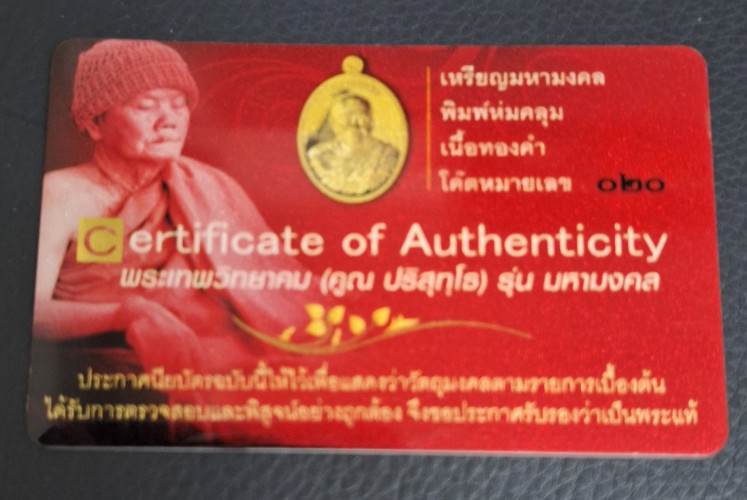 เหรียญมหามงคล
พิมพ์ห่มคลุม
เนื้อทองคำ
โค๊ตหมายเลข ๐๒๐
Certificate of Authenticity
พระเทพวิทยาคม (คูณ ปริสุทฺโธ) รุ่น มหามงคล
ประกาศนียบัตรฉบับนี้ให้ไว้เพื่อแสดงว่าวัตถุมงคลตามรายการเบื้องต้น
ได้รับการตรวจสอบและพิสูจน์อย่างถูกต้อง จึงขอประกาศรับรองว่าเป็นพระแท้